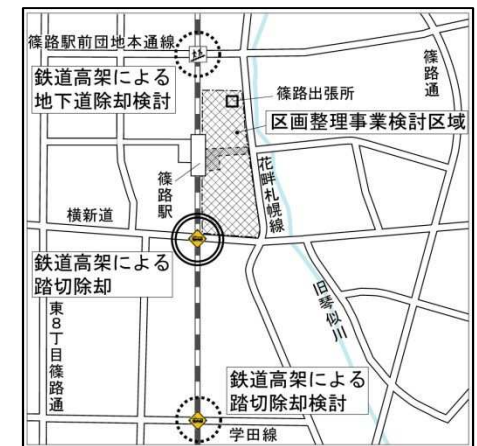 篠路駅前団地本通線
鉄道高架による
地下道除却検討
篠路通
篠路出張所
区画整理事業検討区域
篠路駅
花畔札幌線
横新道
鉄道高架による
踏切除却
旧琴似川
東8丁目篠路通
鉄道高架による
踏切除却検討
学田線